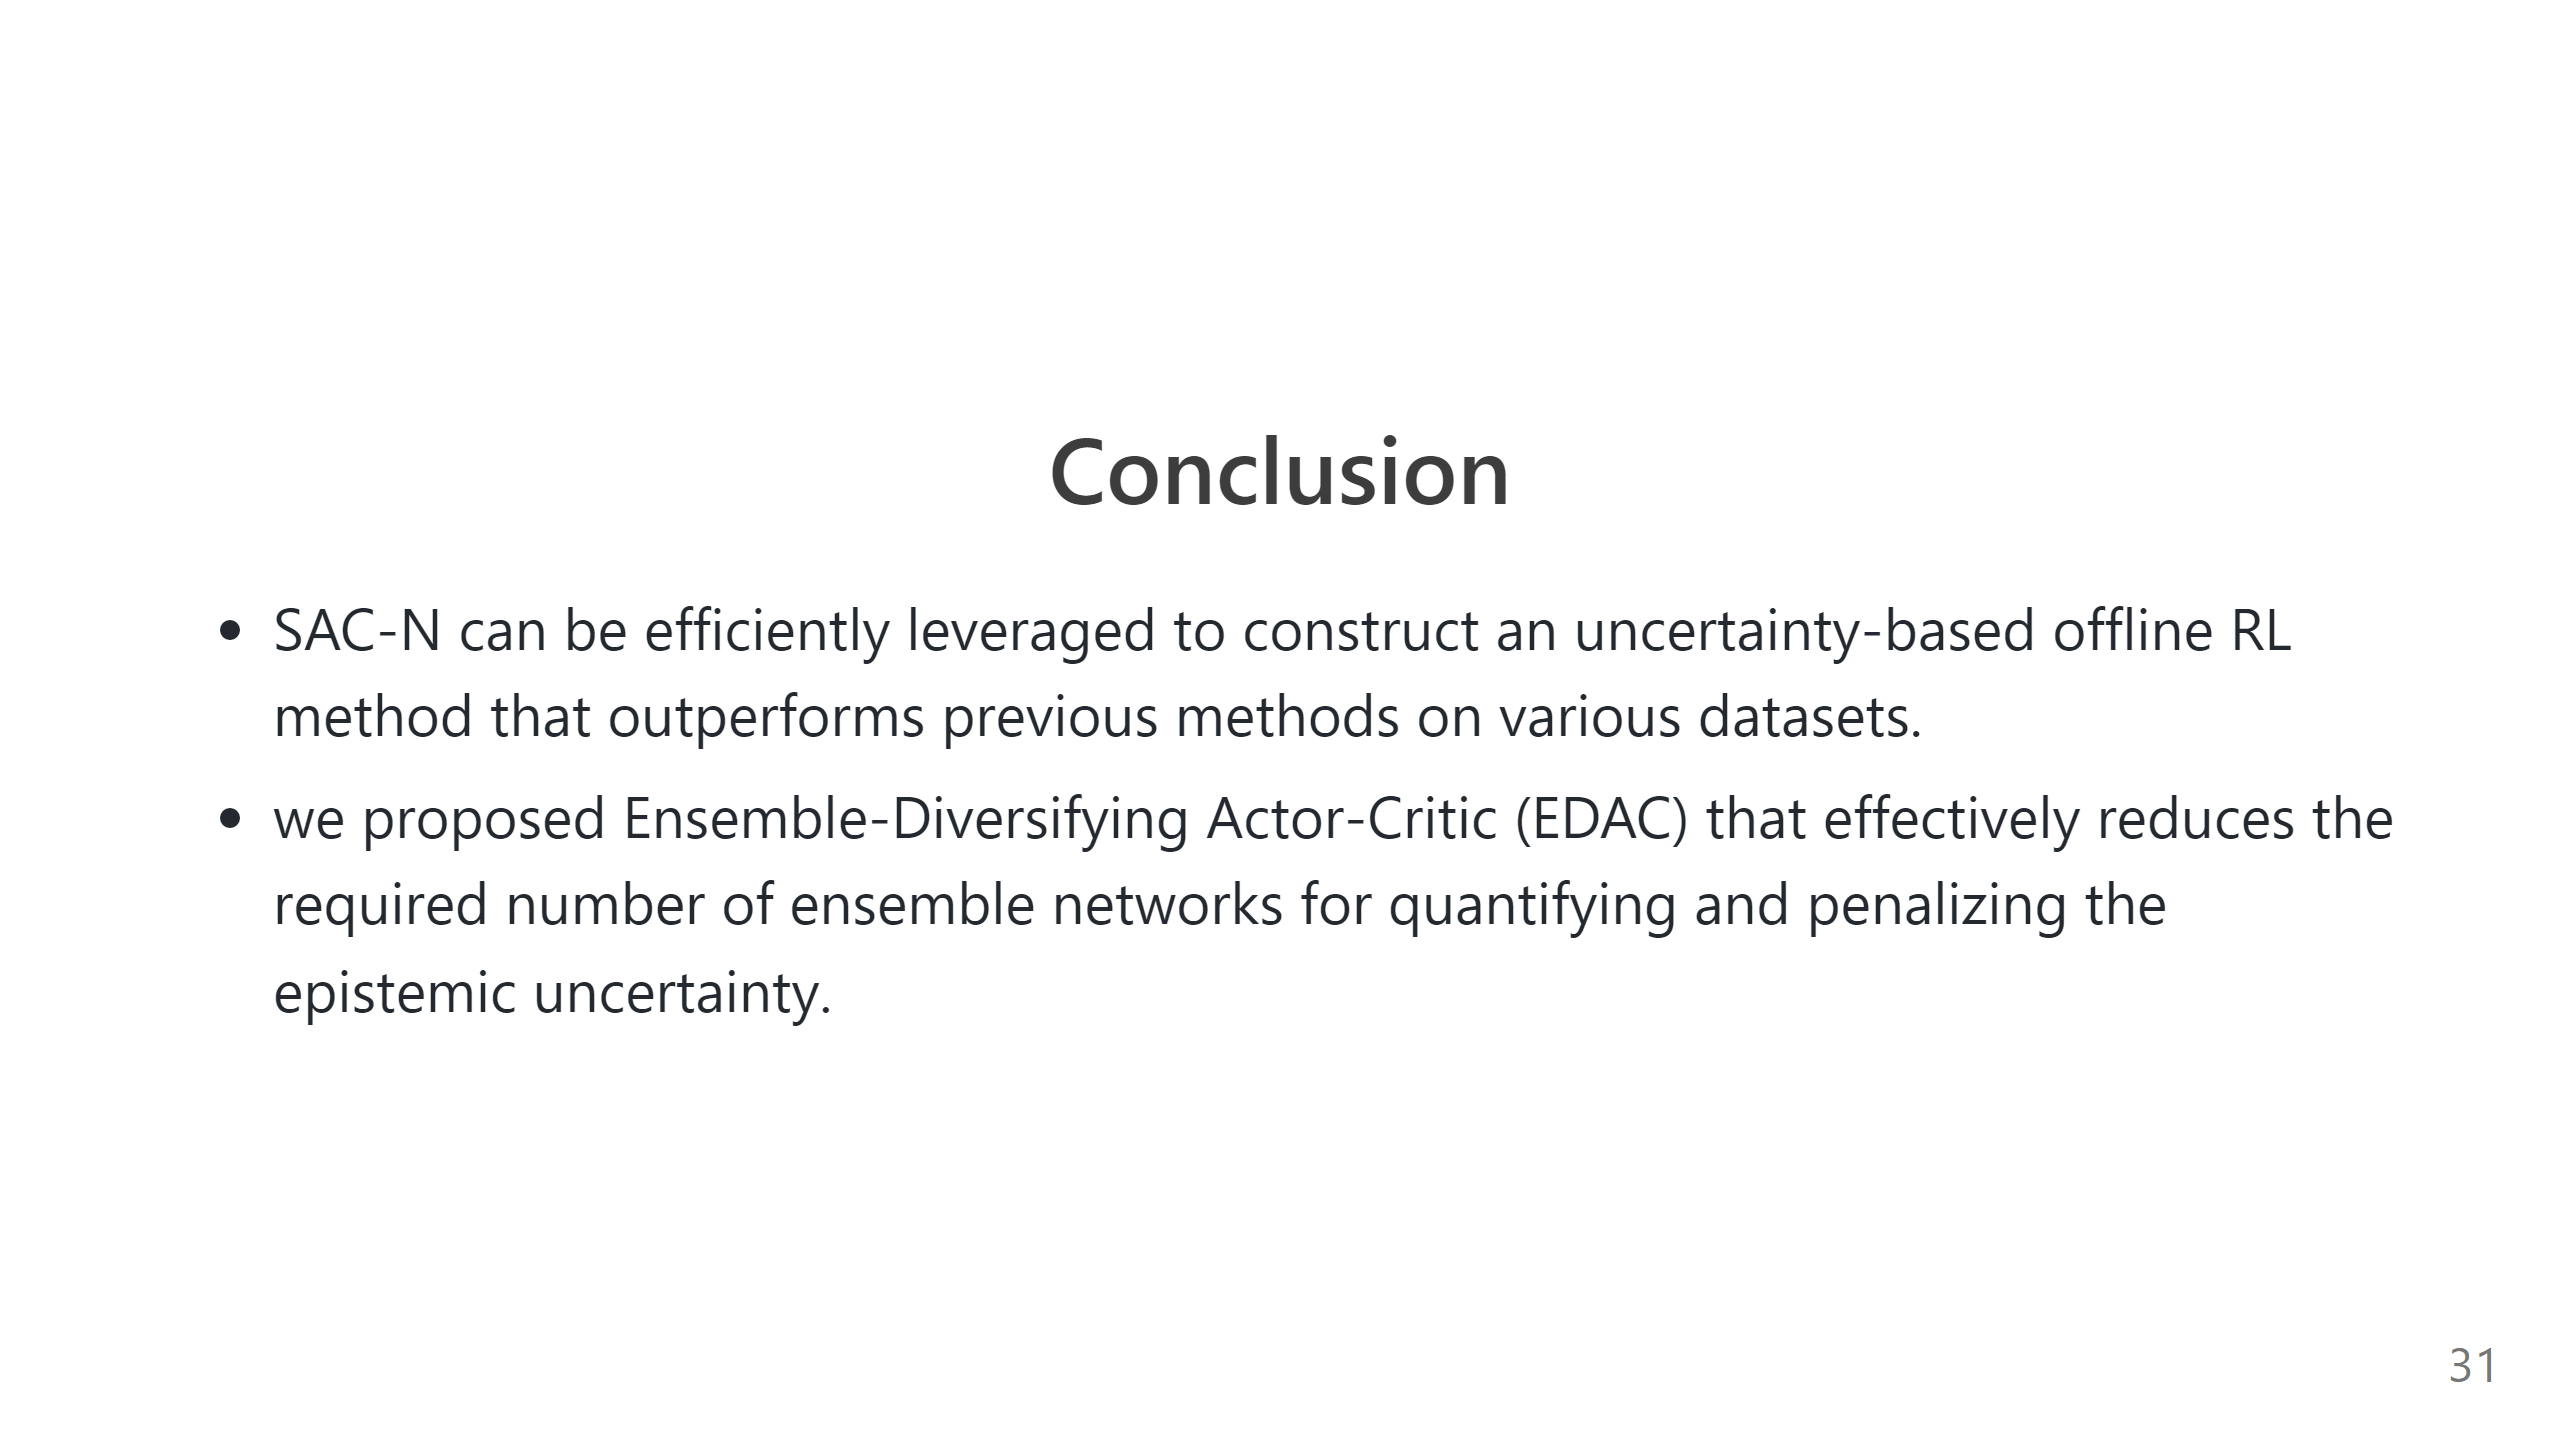 Conclusion
• SAC-N can be efficiently leveraged to construct an uncertainty-based offline RL
method that outperforms previous methods on various datasets.
• we proposed Ensemble-Diversifying Actor-Critic (EDAC) that effectively reduces the
required number of ensemble networks for quantifying and penalizing the
epistemic uncertainty.
31